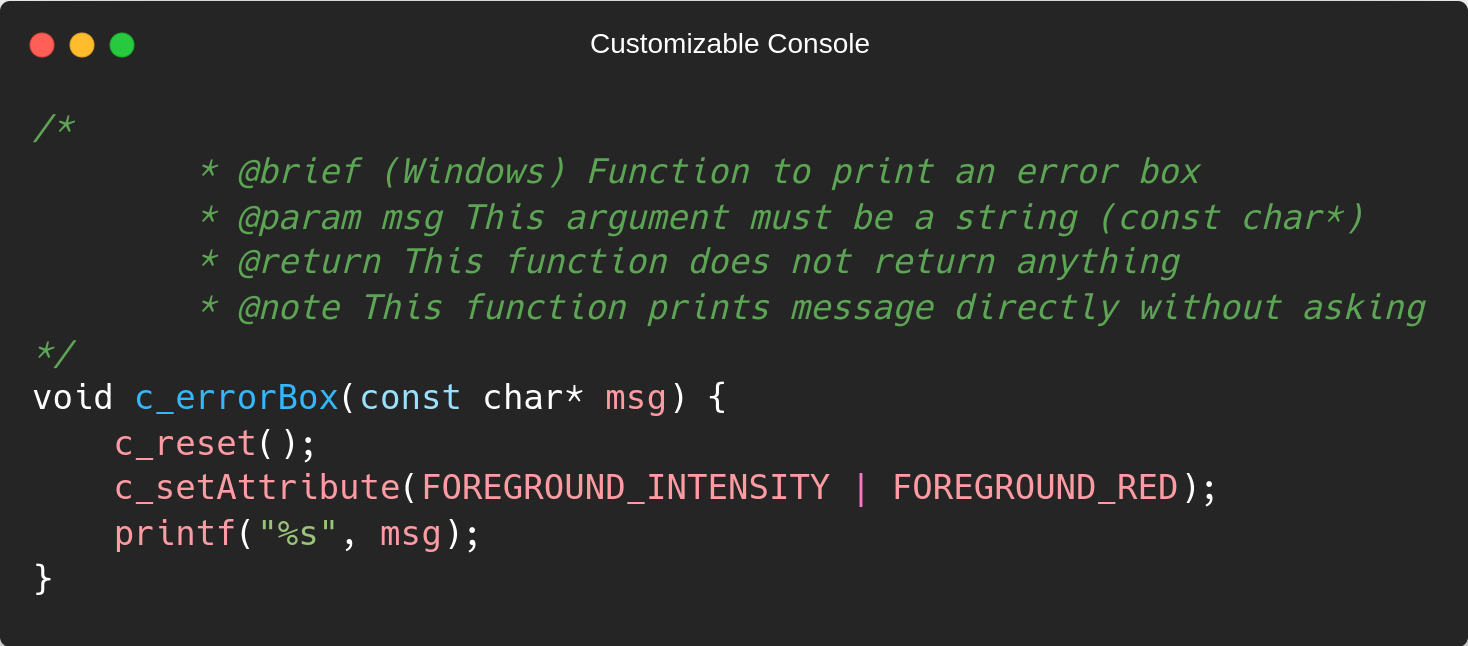 Customizable Console
/*
        * @brief (Windows) Function to print an error box
        * @param msg This argument must be a string (const char*)
        * @return This function does not return anything
        * @note This function prints message directly without asking
*/
void c_errorBox(const char* msg) {
    c_reset();
    c_setAttribute(FOREGROUND_INTENSITY | FOREGROUND_RED);
    printf("%s", msg);
}